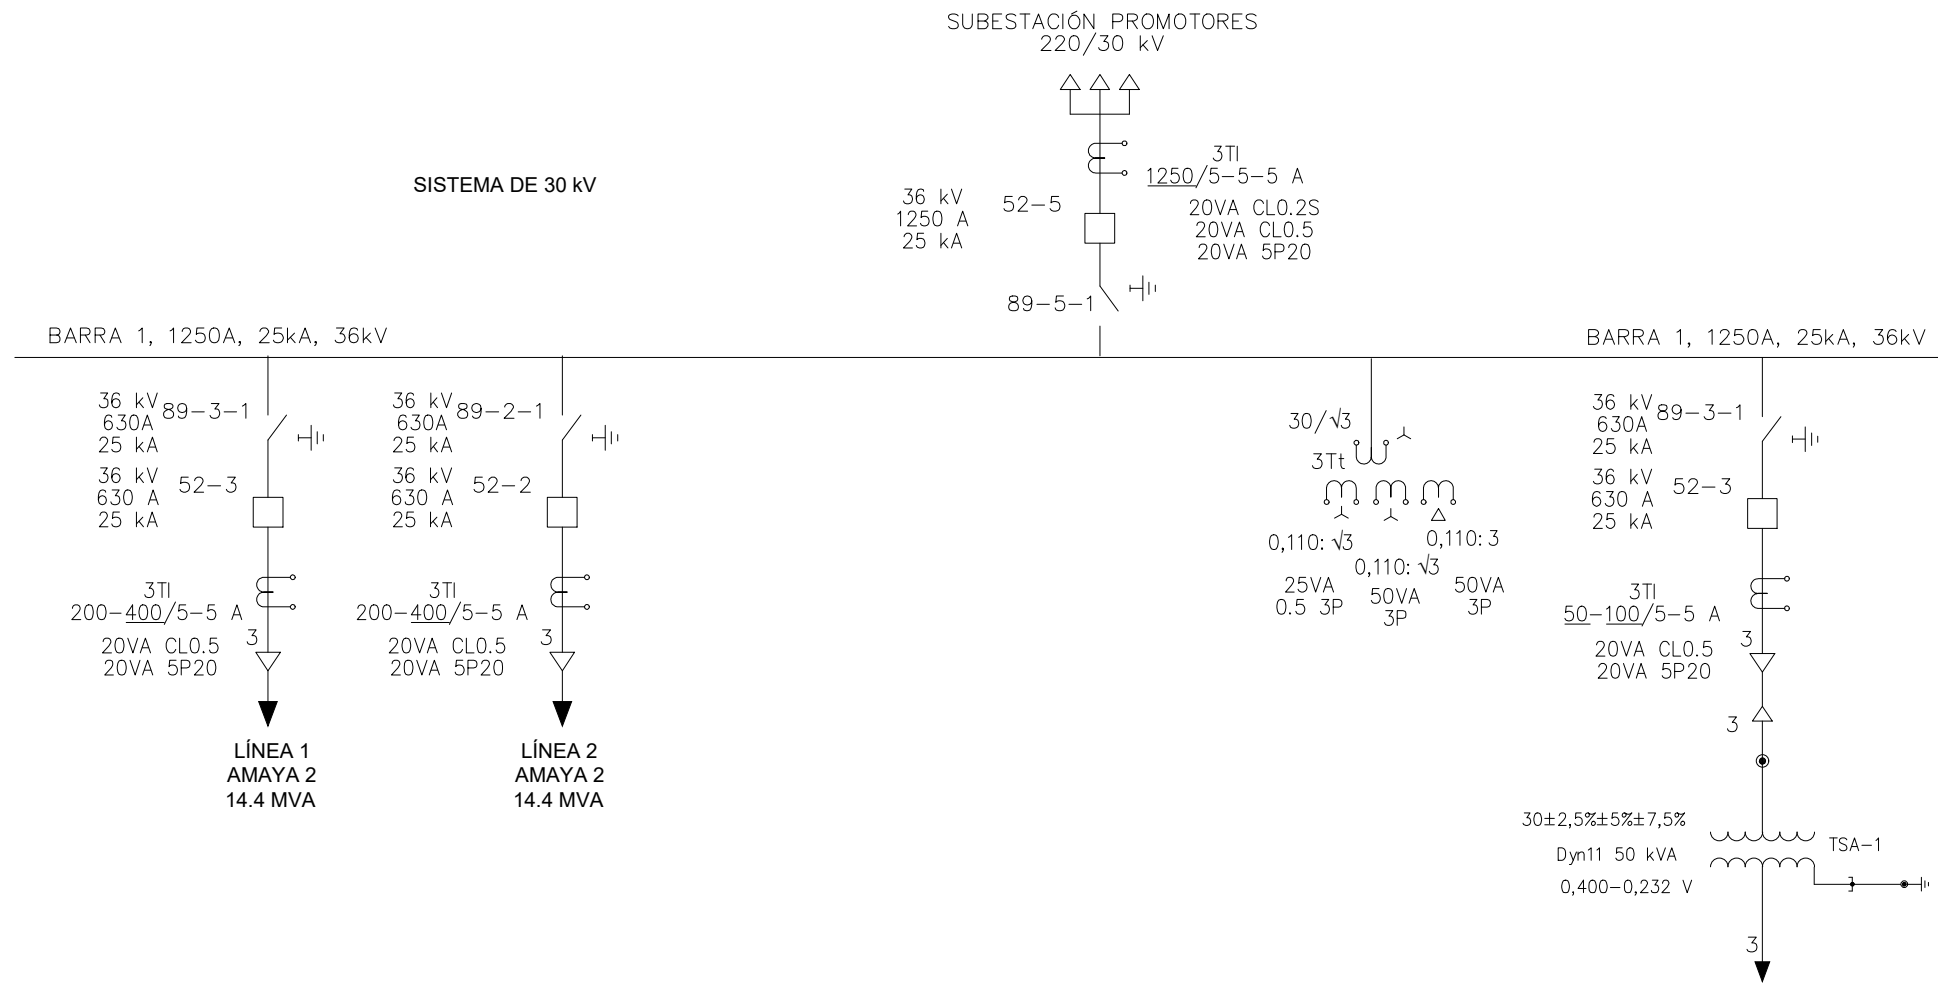 SUBESTACIÓN PROMOTORES
220/30 kV
SISTEMA DE 30 kV
3TI
1250/5-5-5 A
20VA CL0.2S
20VA CL0.5
20VA 5P20
36 kV
1250 A
25 kA
52-5
89-5-1
BARRA 1, 1250A, 25kA, 36kV
BARRA 1, 1250A, 25kA, 36kV
36 kV
630A
25 kA
89-3-1
36 kV
630 A
25 kA
52-3
3TI
200-400/5-5 A
20VA CL0.5
20VA 5P20
3
LÍNEA 1
AMAYA 2
14.4 MVA
36 kV
630A
25 kA
89-2-1
36 kV
630 A
25 kA
52-2
3TI
200-400/5-5 A
20VA CL0.5
20VA 5P20
3
LÍNEA 2
AMAYA 2
14.4 MVA
30/√3
3Tt
0,110:√3
25VA
0.5 3P
0,110:√3
50VA
3P
0,110:3
50VA
3P
36 kV
630A
25 kA
89-3-1
36 kV
630 A
25 kA
52-3
3TI
50-100/5-5 A
20VA CL0.5
20VA 5P20
3
3
30±2,5%±5%±7,5%
Dyn11 50 kVA
0,400-0,232 V
TSA-1
3